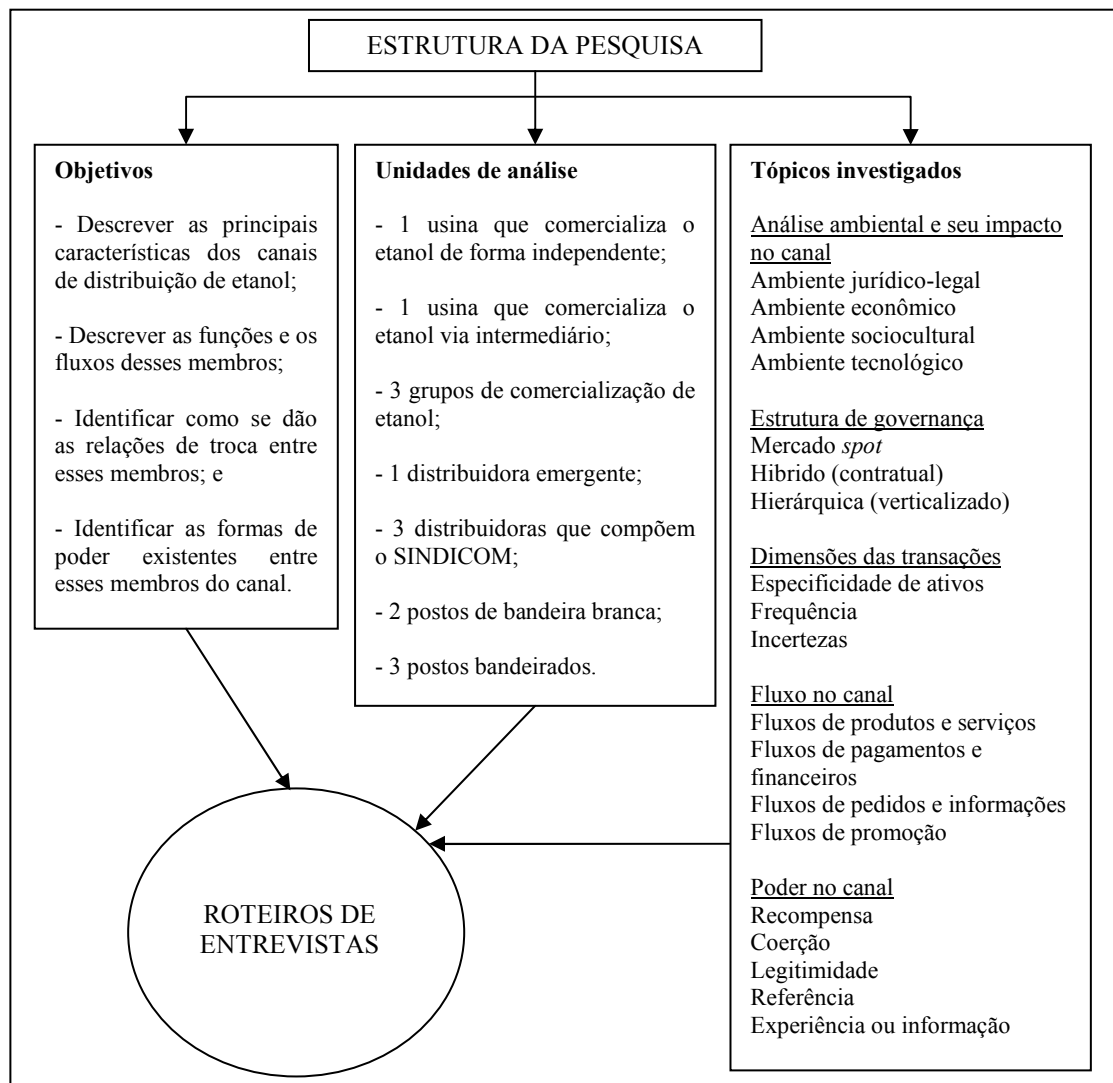 ESTRUTURA DA PESQUISA
Objetivos
- Descrever as principais
características dos canais
de distribuição de etanol;
- Descrever as funções e os
fluxos desses membros;
- Identificar como se dão
as relações de troca entre
esses membros; e
- Identificar as formas de
poder existentes entre
esses membros do canal.
Unidades de análise
- 1 usina que comercializa o
etanol de forma independente;
- 1 usina que comercializa o
etanol via intermediário;
- 3 grupos de comercialização de
etanol;
- 1 distribuidora emergente;
- 3 distribuidoras que compõem
o SINDICOM;
- 2 postos de bandeira branca;
- 3 postos bandeirados.
Tópicos investigados
Análise ambiental e seu impacto
no canal
Ambiente jurídico-legal
Ambiente econômico
Ambiente sociocultural
Ambiente tecnológico
Estrutura de governança
Mercado spot
Hibrido (contratual)
Hierárquica (verticalizado)
Dimensões das transações
Especificidade de ativos
Frequência
Incertezas
Fluxo no canal
Fluxos de produtos e serviços
Fluxos de pagamentos e
financeiros
Fluxos de pedidos e informações
Fluxos de promoção
Poder no canal
Recompensa
Coerção
Legitimidade
Referência
Experiência ou informação
ROTEIROS DE
ENTREVISTAS